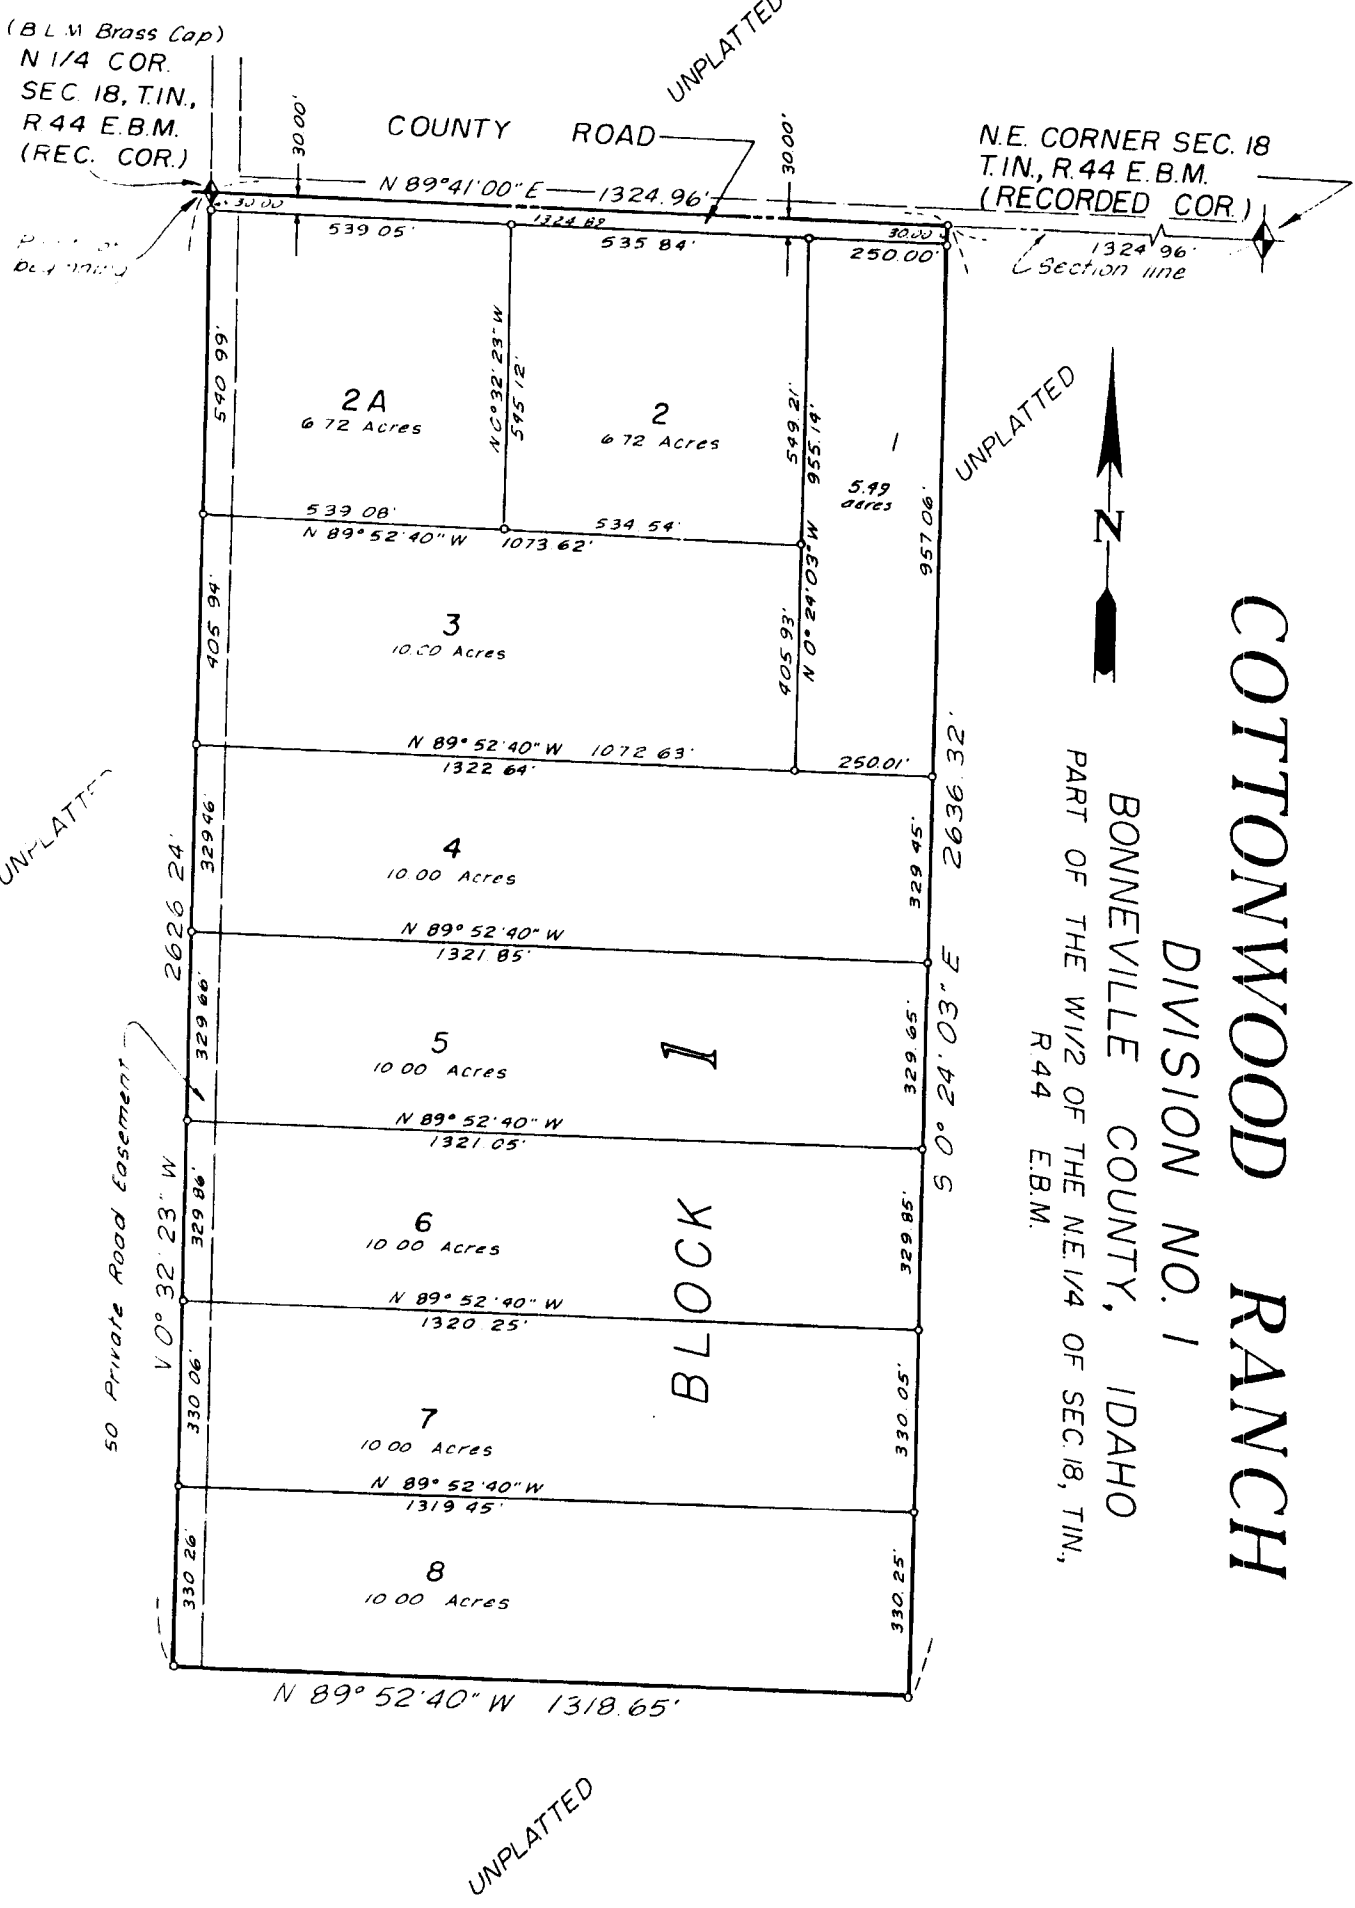 (BLM Brass Cap)
N 1/4 COR.
SEC. 18, T.1N.,
R 44 E.B.M.
(REC. COR.)
30.00'
COUNTY ROAD
30.00'
UNPLATTED
N.E. CORNER SEC. 18
T.1N., R.44 E.B.M.
(RECORDED COR.)
N 89°41'00" E 1324.96'
30.00
1324.89
30.00
539 05'
535 84'
250.00'
1324 96'
Section line
beginning
540 99'
N 0°32'23" W
545 12'
549.21'
955.14'
2A
6 72 Acres
2
6 72 Acres
1
5.49
acres
957.06'
UNPLATTED
N
539 08'
534 54'
N 89°52'40" W 1073.62'
405 94'
3
Acres
405 93'
N 0°24'03" W
N 89°52'40" W 1072 63'
1322 64'
250.01'
UNPLATTED
329 46'
4
10.00 Acres
329 45'
2626 24'
2636.32'
N 89°52'40" W
1321 85'
329 66'
5
10 00 Acres
329.65'
S 0°24'03" E
50 Private Road Easement
N 89°52'40" W
1321.05'
0°32'23" W
329 86'
6
10 00 Acres
329.85'
BLOCK 1
N 89°52'40" W
1320 25'
330 06'
7
10 00 Acres
330.05'
N 89°52'40" W
1319 45'
330 26'
8
10 00 Acres
330.25'
N 89°52'40" W 1318.65'
UNPLATTED
COTTONWOOD RANCH
DIVISION NO. 1
BONNEVILLE COUNTY, IDAHO
PART OF THE W1/2 OF THE N.E.1/4 OF SEC.18, T.1N.,
R.44 E.B.M.